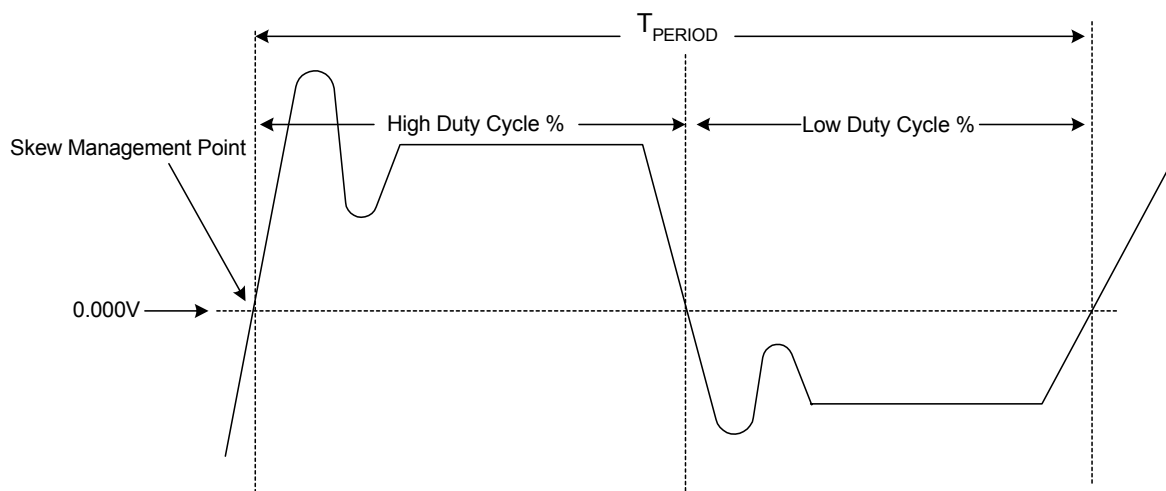 TPERIOD
High Duty Cycle %
Low Duty Cycle %
Skew Management Point
0.000V